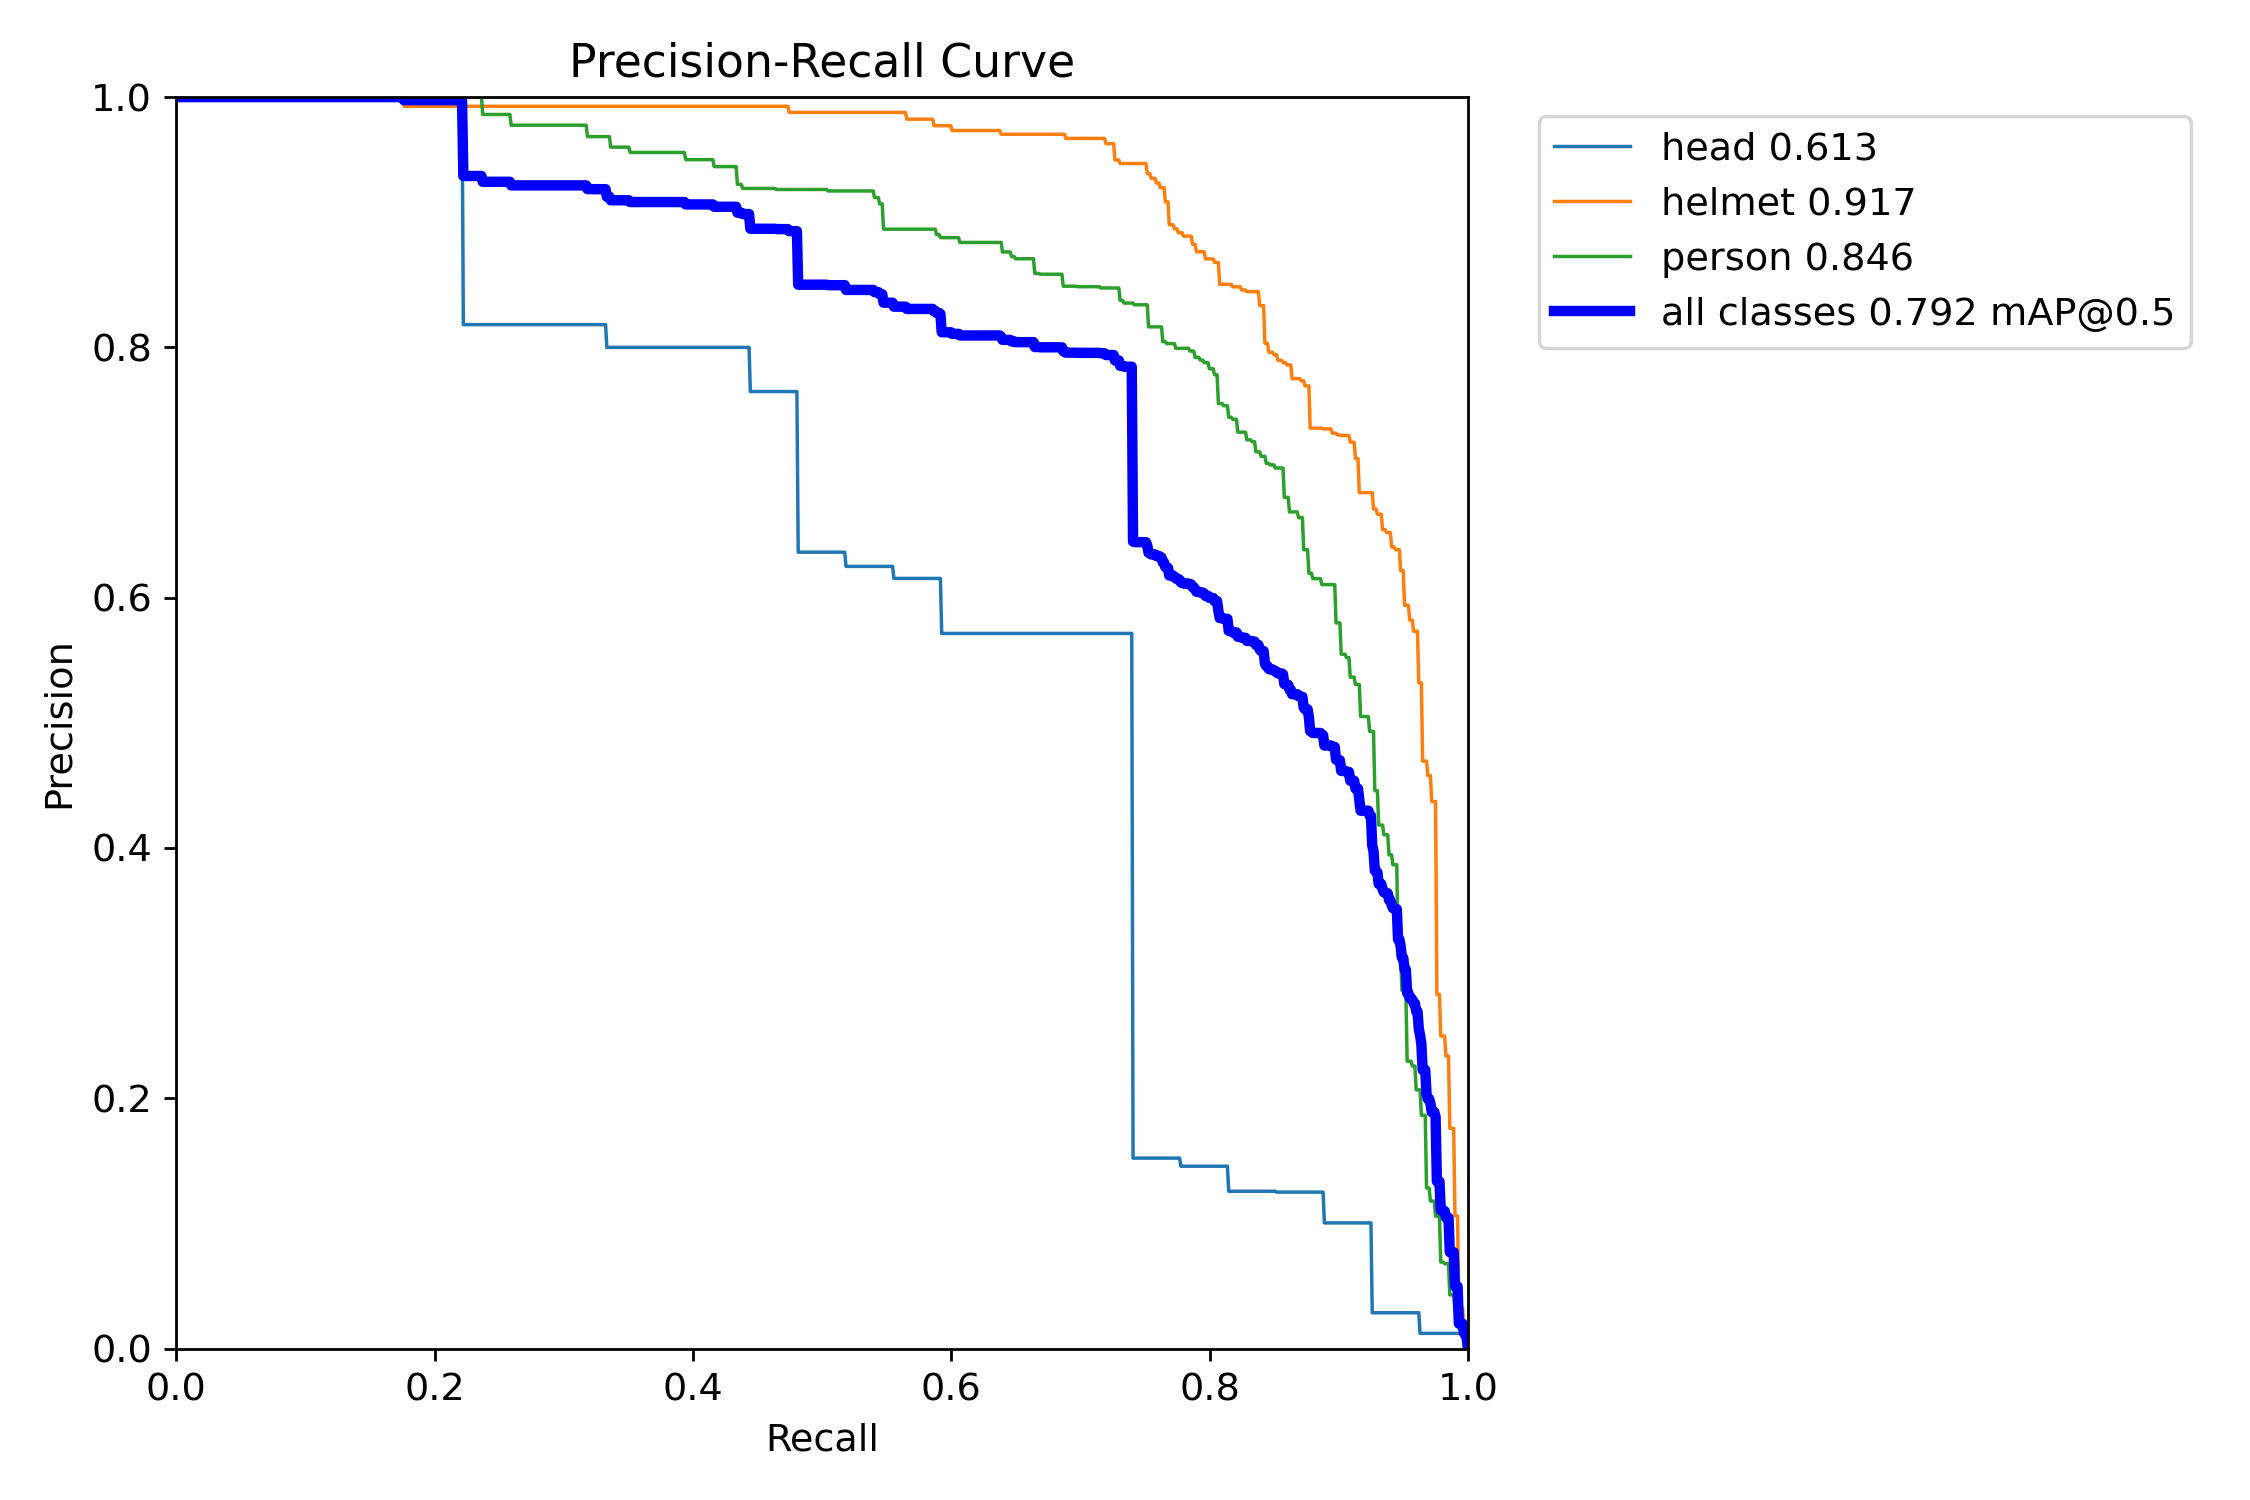 Precision-Recall Curve
1.0
0.8
0.6
0.4
0.2
0.0
Precision
0.0 0.2 0.4 0.6 0.8 1.0
Recall
head 0.613
helmet 0.917
person 0.846
all classes 0.792 mAP@0.5